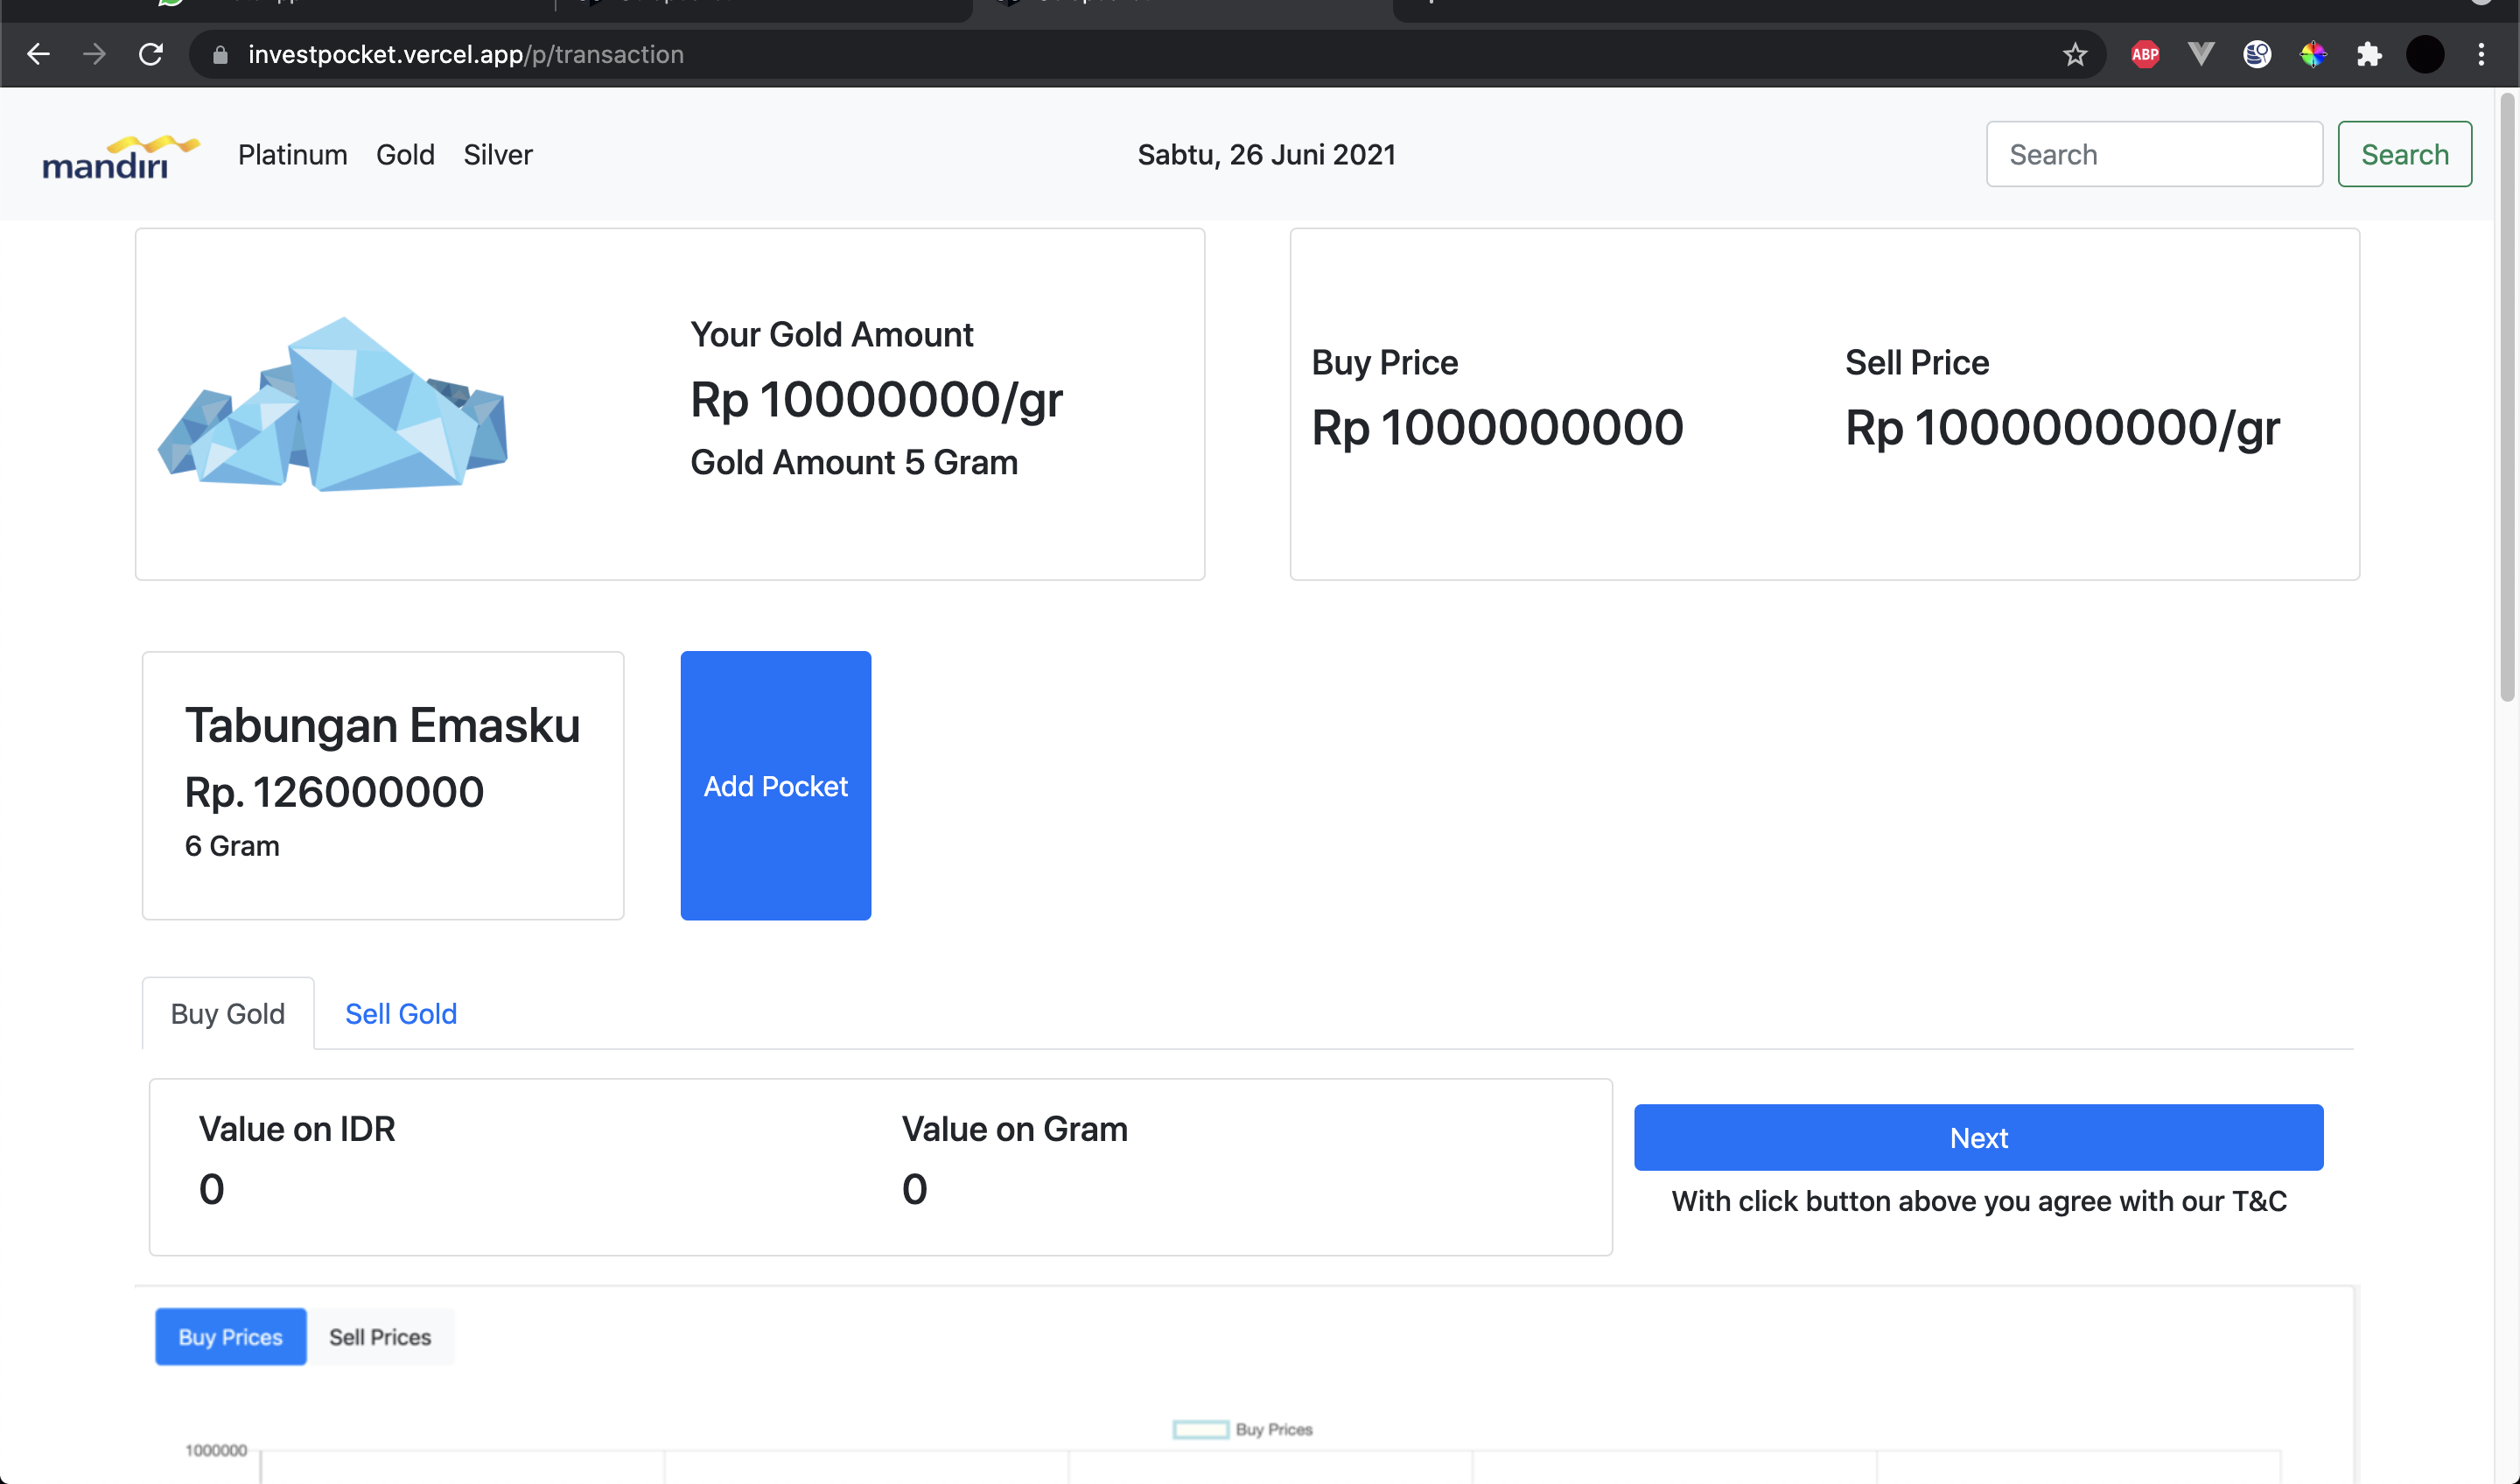 investpocket.vercel.app/p/transaction
ABP
mandiri
Platinum Gold Silver
Sabtu, 26 Juni 2021
Search
Search
Your Gold Amount
Rp 10000000/gr
Gold Amount 5 Gram
Buy Price
Rp 1000000000
Sell Price
Rp 1000000000/gr
Tabungan Emasku
Rp. 126000000
6 Gram
Add Pocket
Buy Gold
Sell Gold
Value on IDR
0
Value on Gram
0
Next
With click button above you agree with our T&C
Buy Prices
Sell Prices
Buy Prices
1000000